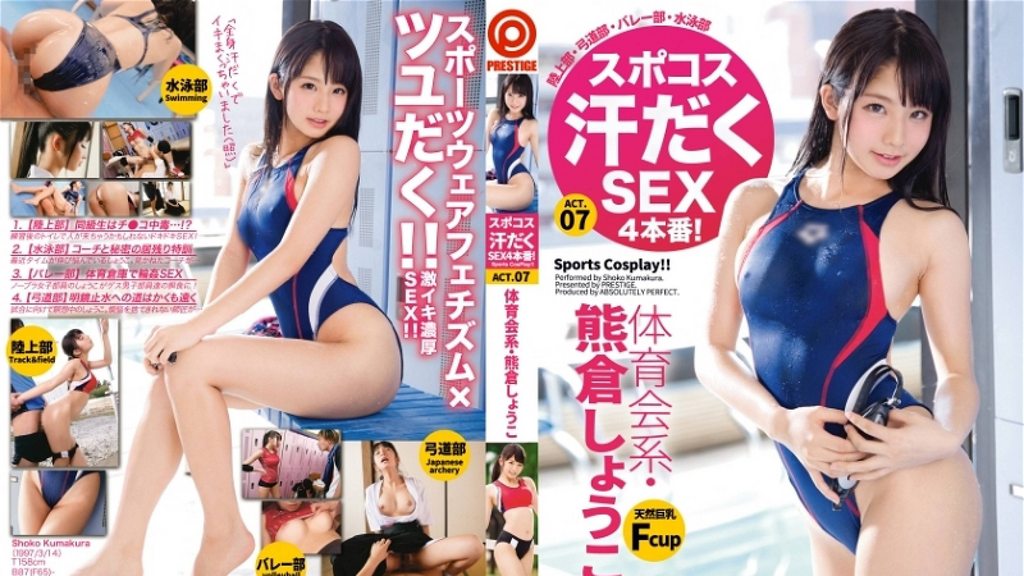 水泳部
Swimming
「全身汗だくで
イキまくっちゃいました(照)」
1.【陸上部】同級生はチ●コ中毒…!?
2.【水泳部】コーチと秘密の居残り特訓
3.【バレー部】体育倉庫で輪姦SEX
4.【弓道部】明鏡止水への道はかくも遠く
陸上部
Track&field
弓道部
Japanese
archery
バレー部
volleyball
Shoko Kumakura
(1997/3/14)
T158cm
B87(F65)-
スポーツウェアフェチズム×
ツユだく!!
激イキ濃厚
SEX!!
PRESTIGE
スポコス
汗だく
SEX4本番!
Sports Cosplay!!
ACT.07
体育会系・熊倉しょうこ
陸上部・弓道部・バレー部・水泳部
スポコス
汗だく
SEX
4本番!
ACT.
07
Sports Cosplay!!
Performed by Shoko Kumakura.
Presented by PRESTIGE.
Produced by ABSOLUTELY PERFECT.
体育会系・
熊倉しょうこ
天然巨乳
Fcup